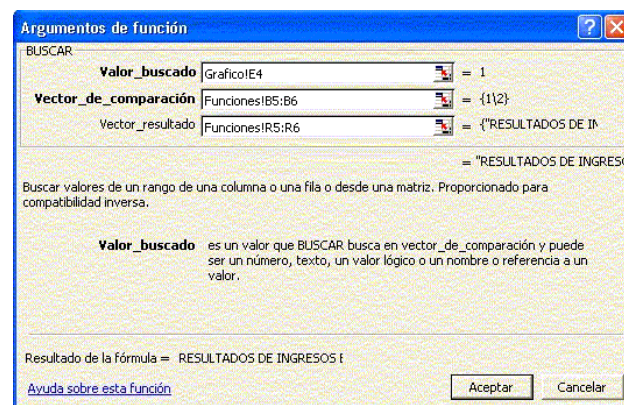 Argumentos de función
BUSCAR
Valor_buscado Grafico!E4 = 1
Vector_de_comparación Funciones!B5:B6 = {1\2}
Vector_resultado Funciones!R5:R6 = {"RESULTADOS DE IN
= "RESULTADOS DE INGRESO
Buscar valores de un rango de una columna o una fila o desde una matriz. Proporcionado para
compatibilidad inversa.
Valor_buscado es un valor que BUSCAR busca en vector_de_comparación y puede
ser un número, texto, un valor lógico o un nombre o referencia a un
valor.
Resultado de la fórmula = RESULTADOS DE INGRESOS E
Ayuda sobre esta función Aceptar Cancelar